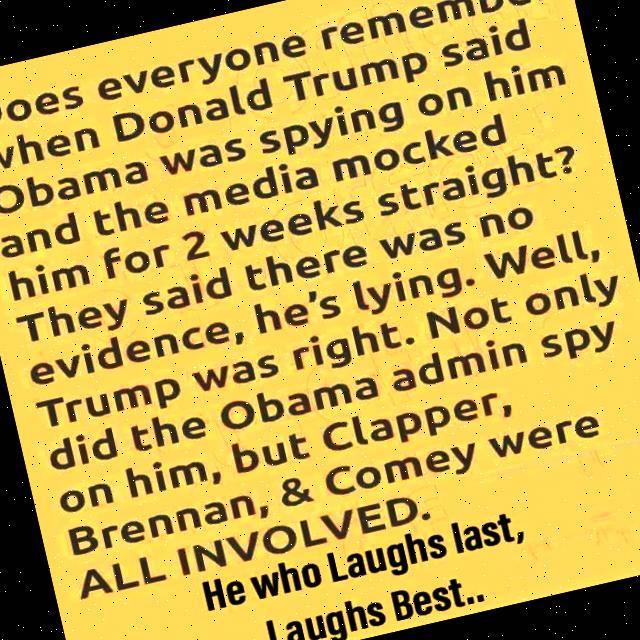 oes everyone remembe
when Donald Trump said
Obama was spying on him
and the media mocked
him for 2 weeks straight?
They said there was no
evidence, he's lying. Well,
Trump was right. Not only
did the Obama admin spy
on him, but Clapper,
Brennan, & Comey were
ALL INVOLVED.
He who Laughs last,
Laughs Best..